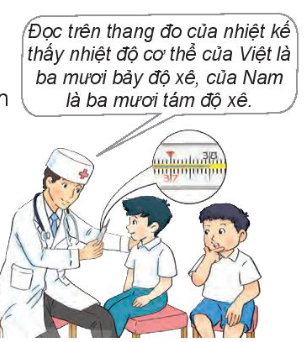 Đọc trên thang đo của nhiệt kế
thấy nhiệt độ cơ thể của Việt là
ba mươi bảy độ xê, của Nam
là ba mươi tám độ xê.
37
38